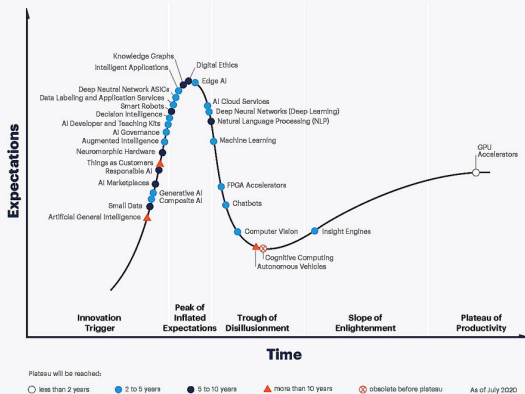 Expectations
Knowledge Graphs
Digital Ethics
Intelligent Applications
Edge AI
Deep Neutral Network ASICs
Data Labeling and Application Services
Smart Robots
Decision Intelligence
AI Developer and Teaching Kits
AI Governance
Augmented Intelligence
Neuromorphic Hardware
Things as Customers
Responsible AI
AI Marketplaces
Generative AI
Composite AI
Small Data
Artificial General Intelligence
AI Cloud Services
Deep Neural Networks (Deep Learning)
Natural Language Processing (NLP)
Machine Learning
FPGA Accelerators
Chatbots
Computer Vision
Cognitive Computing
Autonomous Vehicles
Insight Engines
GPU
Accelerators
Innovation
Trigger
Peak of
Inflated
Expectations
Trough of
Disillusionment
Slope of
Enlightenment
Plateau of
Productivity
Time
Plateau will be reached:
less than 2 years
2 to 5 years
5 to 10 years
more than 10 years
obsolete before plateau
As of July 2020